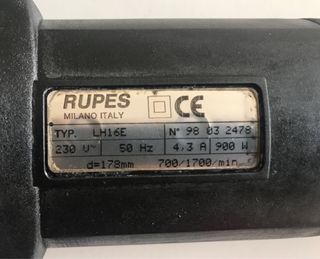 RUPES
MILANO ITALY
CE
TYP. LH16E N° 98 03 2478
230 U~ 50 Hz 4,3 A 900 W
d=178mm 700/1700/min